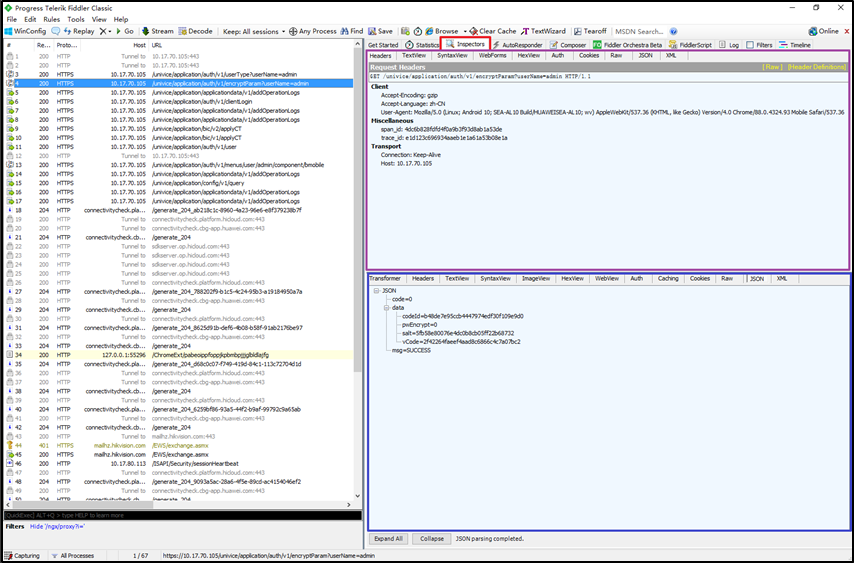 Progress Telerik Fiddler Classic
File Edit Rules Tools View Help
WinConfig Replay Go Stream Decode Keep: All sessions Any Process Find Save Browse Clear Cache TextWizard Tearoff MSDN Search... Online
# Re... Proto... Host URL
1 200 HTTP Tunnel to 10.17.70.105:443
2 200 HTTP Tunnel to 10.17.70.105:443
3 200 HTTPS 10.17.70.105 /univice/application/auth/v1/userType?userName=admin
4 200 HTTPS 10.17.70.105 /univice/application/auth/v1/encryptParam?userName=admin
5 200 HTTPS 10.17.70.105 /univice/application/applicationdata/v1/addOperationLogs
6 200 HTTPS 10.17.70.105 /univice/application/auth/v1/clientLogin
7 200 HTTPS 10.17.70.105 /univice/application/applicationdata/v1/addOperationLogs
8 200 HTTPS 10.17.70.105 /univice/application/applicationdata/v1/addOperationLogs
9 200 HTTPS 10.17.70.105 /univice/application/bic/v2/applyCT
10 200 HTTPS 10.17.70.105 /univice/application/bic/v1/applyCT
11 200 HTTPS 10.17.70.105 /univice/application/auth/v1/user
12 200 HTTP Tunnel to 10.17.70.105:443
13 200 HTTPS 10.17.70.105 /univice/application/auth/v1/menus/user/admin/component/bmobile
14 200 HTTPS 10.17.70.105 /univice/application/applicationdata/v1/addOperationLogs
15 200 HTTPS 10.17.70.105 /univice/application/config/v1/query
16 200 HTTPS 10.17.70.105 /univice/application/applicationdata/v1/addOperationLogs
17 200 HTTPS 10.17.70.105 /univice/application/applicationdata/v1/addOperationLogs
18 204 HTTP connectivitycheck.pla... /generate_204_ab218c1c-8960-4a23-96e6-e8f379238b7f
19 200 HTTP Tunnel to connectivitycheck.platform.hicloud.com:443
20 200 HTTP Tunnel to connectivitycheck.cbg-app.huawei.com:443
21 204 HTTP connectivitycheck.cb... /generate_204
22 200 HTTP Tunnel to sdkserver.op.hicloud.com:443
23 200 HTTP Tunnel to sdkserver.op.hicloud.com:443
24 200 HTTP Tunnel to connectivitycheck.platform.hicloud.com:443
25 200 HTTP Tunnel to connectivitycheck.cbg-app.huawei.com:443
26 204 HTTP connectivitycheck.cb... /generate_204
27 204 HTTP connectivitycheck.pla... /generate_204_788202f9-b1c5-4c24-95b3-a19184950a7a
28 200 HTTP Tunnel to connectivitycheck.platform.hicloud.com:443
29 200 HTTP Tunnel to connectivitycheck.cbg-app.huawei.com:443
30 204 HTTP connectivitycheck.cb... /generate_204
31 204 HTTP connectivitycheck.pla... /generate_204_8625d91b-def6-4b08-b58f-91ab2176be97
32 200 HTTP Tunnel to connectivitycheck.cbg-app.huawei.com:443
33 204 HTTP connectivitycheck.cb... /generate_204
34 200 HTTP 127.0.0.1:55296
35 204 HTTP connectivitycheck.pla... /generate_204_d68c0c07-f749-419d-84c1-113c72704d1d
36 200 HTTP Tunnel to connectivitycheck.platform.hicloud.com:443
37 200 HTTP Tunnel to connectivitycheck.cbg-app.huawei.com:443
38 204 HTTP connectivitycheck.cb... /generate_204
39 200 HTTP Tunnel to connectivitycheck.platform.hicloud.com:443
40 204 HTTP connectivitycheck.pla... /generate_204_6259bf86-93a5-44f2-b9af-99792c9a65ab
41 200 HTTP Tunnel to connectivitycheck.cbg-app.huawei.com:443
42 204 HTTP connectivitycheck.cb... /generate_204
43 200 HTTP Tunnel to mailhz.hikvision.com:443
44 401 HTTPS mailhz.hikvision.com /EWS/exchange.asmx
45 200 HTTPS mailhz.hikvision.com /EWS/exchange.asmx
46 200 HTTP 10.17.80.113 /ISAPI/Security/sessionHeartbeat
47 200 HTTP Tunnel to connectivitycheck.platform.hicloud.com:443
48 204 HTTP connectivitycheck.pla... /generate_204_9093a5ac-28a6-4f5e-89cd-ac4154046ef2
49 200 HTTP Tunnel to connectivitycheck.cbg-app.huawei.com:443
50 204 HTTP connectivitycheck.cb... /generate_204
[QuickExec] ALT+Q > type HELP to learn more
Filters Hide '/ngx/proxy?i='
Capturing All Processes 1 / 67 https://10.17.70.105/univice/application/auth/v1/encryptParam?userName=admin
Get Started Statistics Inspectors AutoResponder Composer FO Fiddler Orchestra Beta FiddlerScript Log Filters Timeline
Headers TextView SyntaxView WebForms HexView Auth Cookies Raw JSON XML
Request Headers [ Raw ] [Header Definitions]
GET /univice/application/auth/v1/encryptParam?userName=admin HTTP/1.1
Client
Accept-Encoding: gzip
Accept-Language: zh-CN
User-Agent: Mozilla/5.0 (Linux; Android 10; SEA-AL10 Build/HUAWEISEA-AL10; wv) AppleWebKit/537.36 (KHTML, like Gecko) Version/4.0 Chrome/88.0.4324.93 Mobile Safari/537.36
Miscellaneous
span_id: 4dc6b828fdfd4f0a9b3f93d8ab1a53de
trace_id: e1d123c696934aaeb1e1a61a53b08e1a
Transport
Connection: Keep-Alive
Host: 10.17.70.105
Transformer Headers TextView SyntaxView ImageView HexView WebView Auth Caching Cookies Raw JSON XML
JSON
code=0
data
codeId=b48de7e95ccb4447974edf30f109e9d0
pwEncrypt=0
salt=5fb58e80076e4dc0b8cb05ff22b68732
vCode=2f42264faeef4aad8c6866c4c7a07bc2
msg=SUCCESS
Expand All Collapse JSON parsing completed.